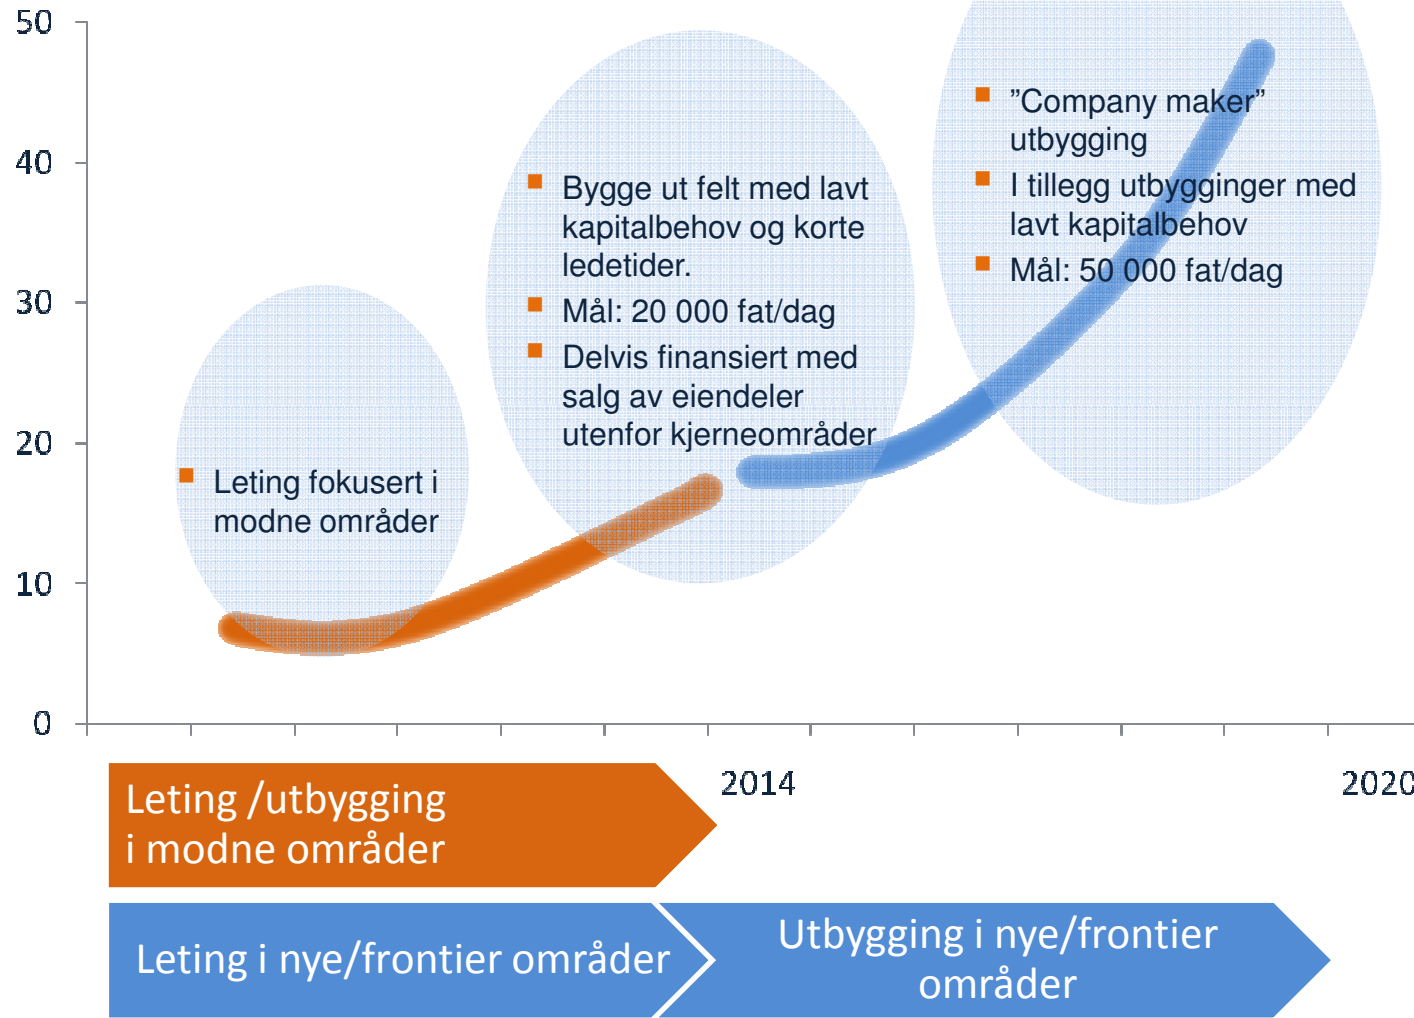 50
40
30
20
10
0
”Company maker”
utbygging
I tillegg utbygginger med
lavt kapitalbehov
Mål: 50 000 fat/dag
Bygge ut felt med lavt
kapitalbehov og korte
ledetider.
Mål: 20 000 fat/dag
Delvis finansiert med
salg av eiendeler
utenfor kjerneområder
Leting fokusert i
modne områder
2014
2020
Leting /utbygging
i modne områder
Leting i nye/frontier områder
Utbygging i nye/frontier
områder